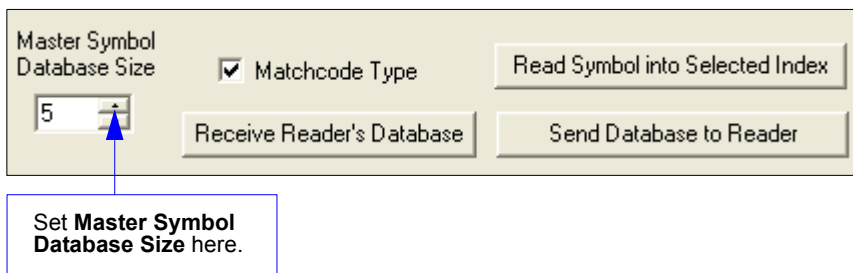 Master Symbol
Database Size
5
Matchcode Type
Read Symbol into Selected Index
Receive Reader's Database
Send Database to Reader
Set Master Symbol
Database Size here.